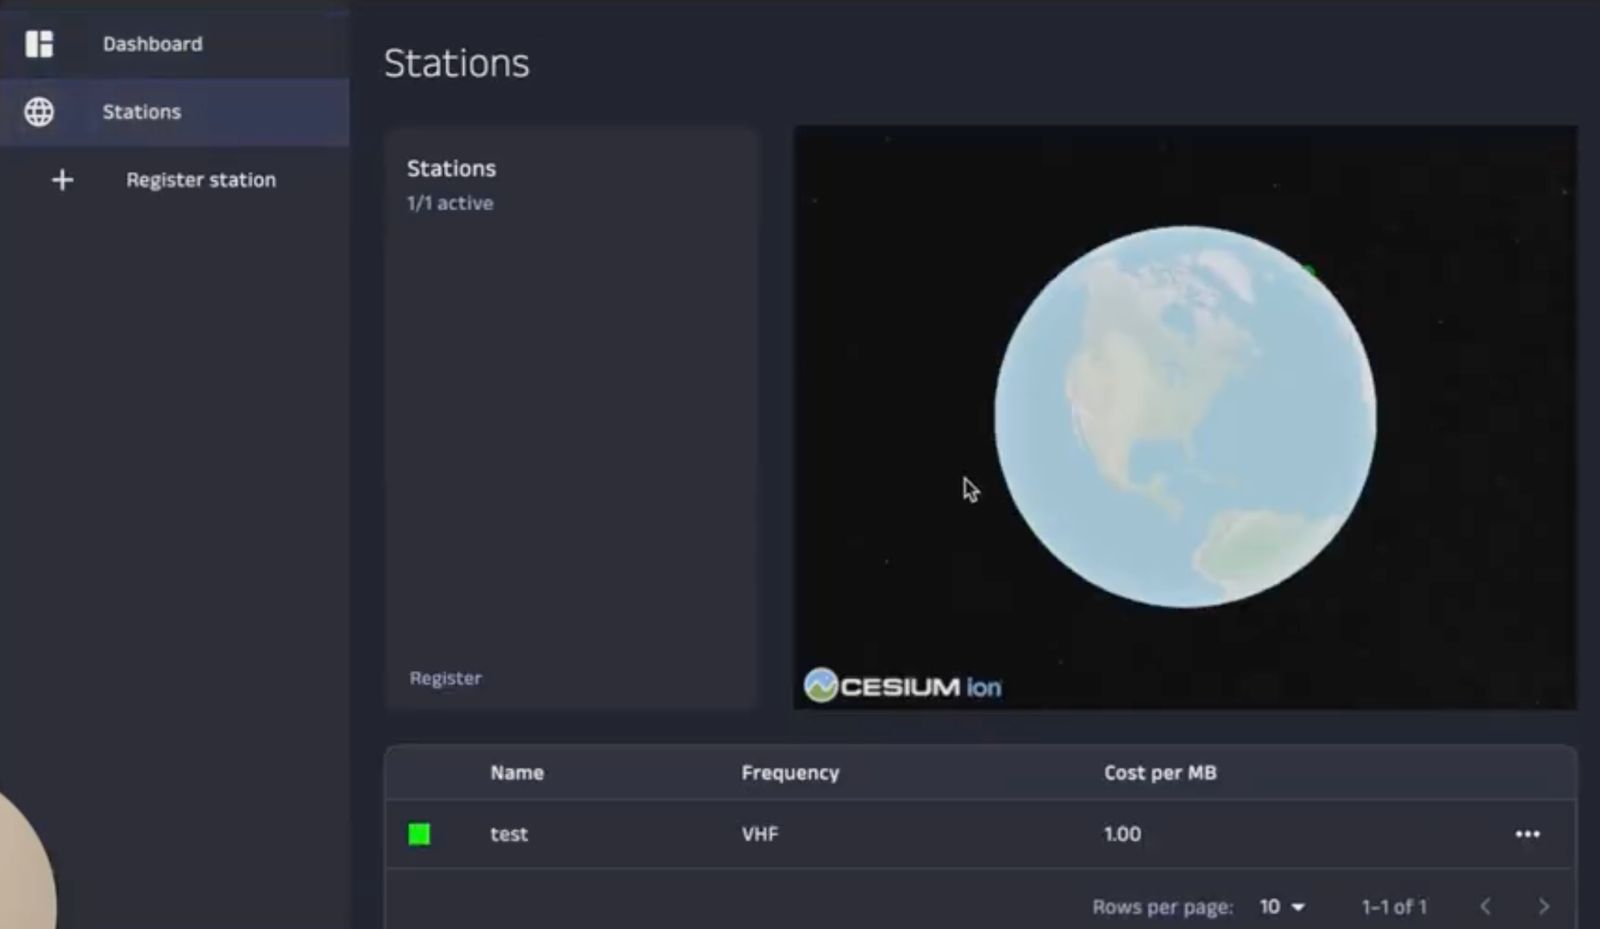 Dashboard
Stations
Register station
Stations
Stations
1/1 active
Register
CESIUM ion
Name Frequency Cost per MB
test VHF 1.00
Rows per page: 10 1-1 of 1